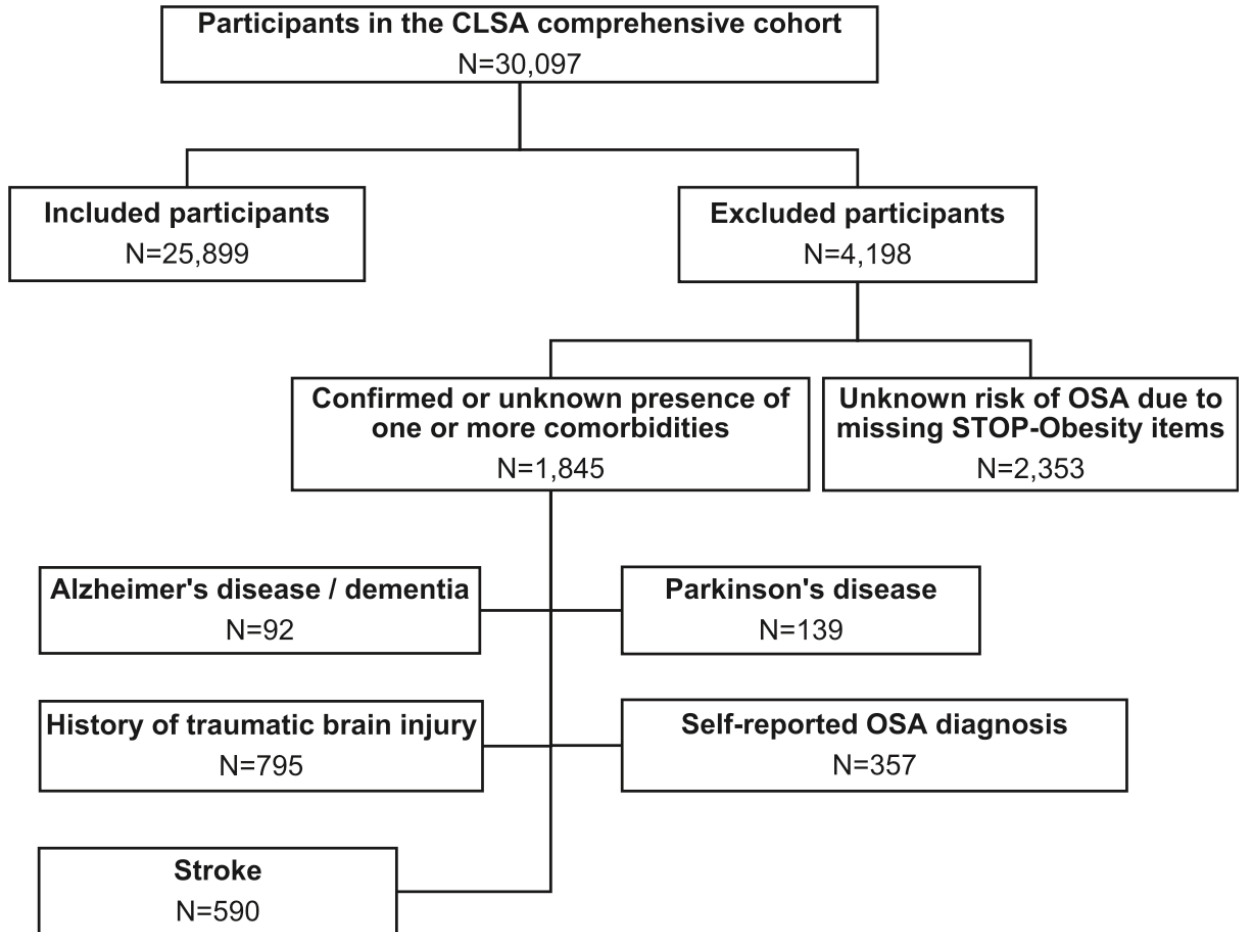 Participants in the CLSA comprehensive cohort
N=30,097
Included participants
N=25,899
Excluded participants
N=4,198
Confirmed or unknown presence of
one or more comorbidities
N=1,845
Unknown risk of OSA due to
missing STOP-Obesity items
N=2,353
Alzheimer's disease / dementia
N=92
Parkinson's disease
N=139
History of traumatic brain injury
N=795
Self-reported OSA diagnosis
N=357
Stroke
N=590